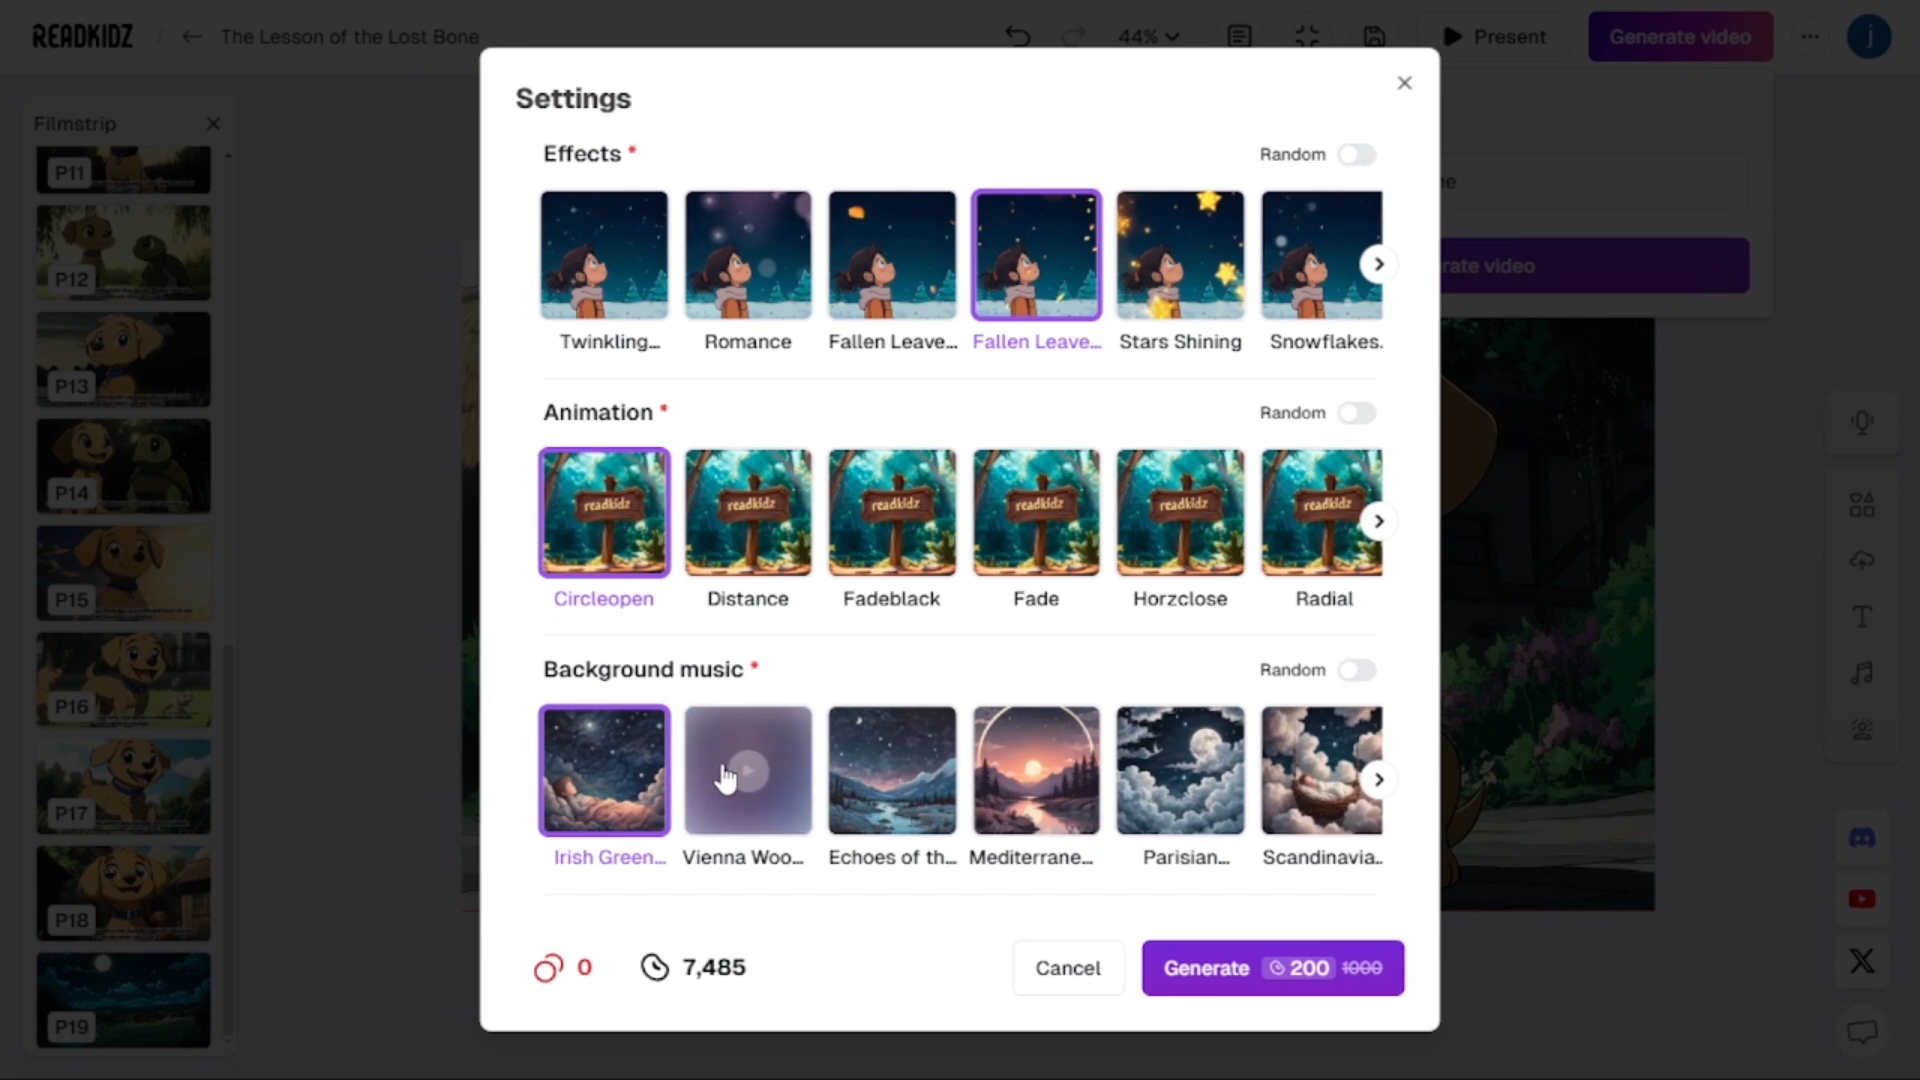 READKIDZ / ← The Lesson of the Lost Bone
44%
Present
Generate video
...
j
Filmstrip
P11
P12
P13
P14
P15
P16
P17
P18
P19
Settings
Effects *
Random
Twinkling...
Romance
Fallen Leave...
Fallen Leave...
Stars Shining
Snowflakes.
Animation *
Random
readkidz
readkidz
readkidz
readkidz
readkidz
readkidz
Circleopen
Distance
Fadeblack
Fade
Horzclose
Radial
Background music *
Random
Irish Green...
Vienna Woo...
Echoes of th...
Mediterrane...
Parisian...
Scandinavia..
0
7,485
Cancel
Generate 200 1000
ne
rate video
T
X